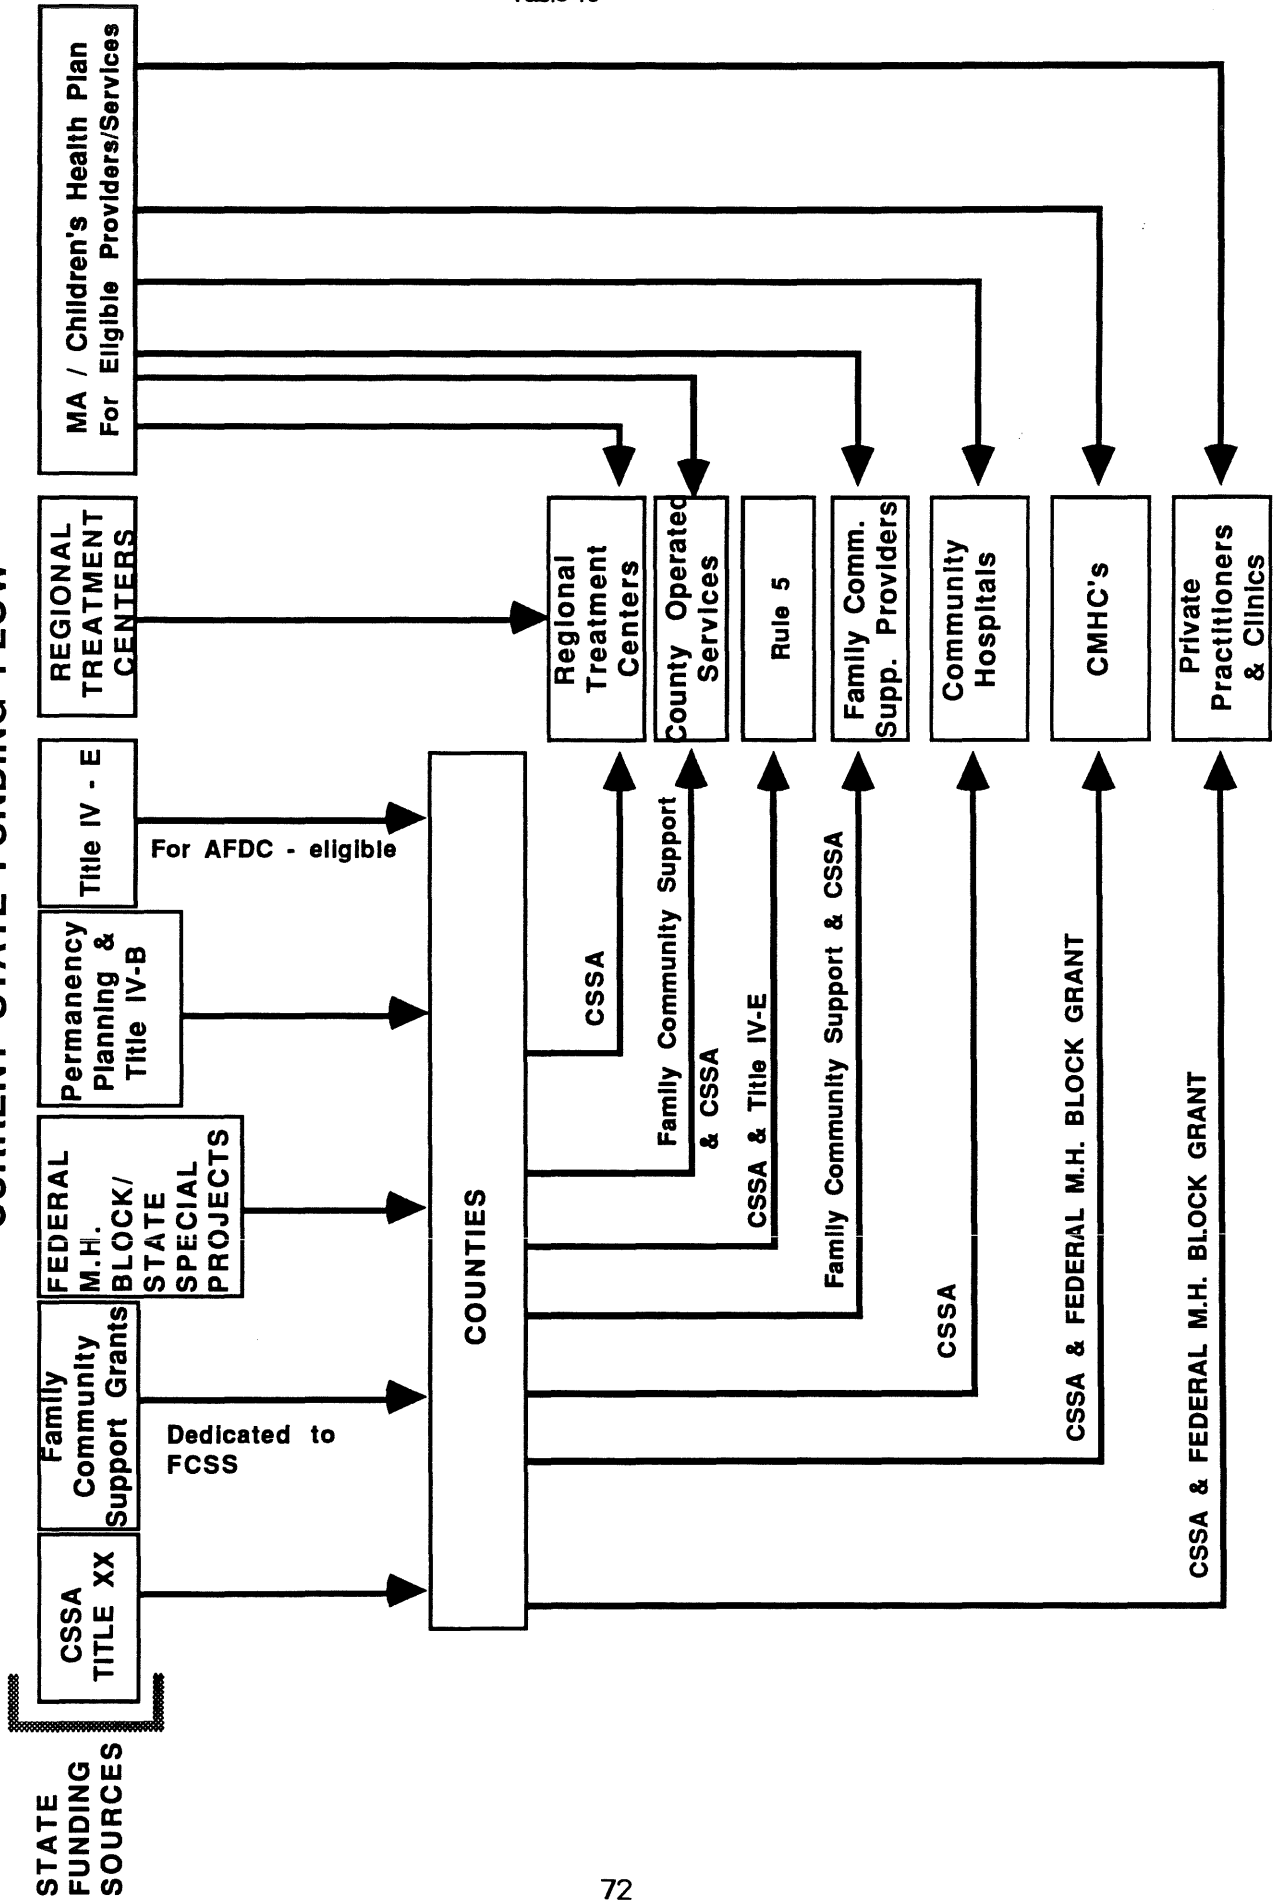 CURRENT STATE FUNDING FLOW
STATE
FUNDING
SOURCES
CSSA
TITLE XX
Family
Community
Support Grants
FEDERAL
M.H.
BLOCK/
STATE
SPECIAL
PROJECTS
Permanency
Planning &
Title IV-B
Title IV - E
REGIONAL
TREATMENT
CENTERS
MA / Children's Health Plan
For Eligible Providers/Services
Dedicated to
FCSS
For AFDC - eligible
COUNTIES
CSSA
Regional
Treatment
Centers
Family Community Support
& CSSA
County Operated
Services
CSSA & Title IV-E
Rule 5
Family Community Support & CSSA
Family Comm.
Supp. Providers
CSSA
Community
Hospitals
CSSA & FEDERAL M.H. BLOCK GRANT
CMHC's
CSSA & FEDERAL M.H. BLOCK GRANT
Private
Practitioners
& Clinics
72